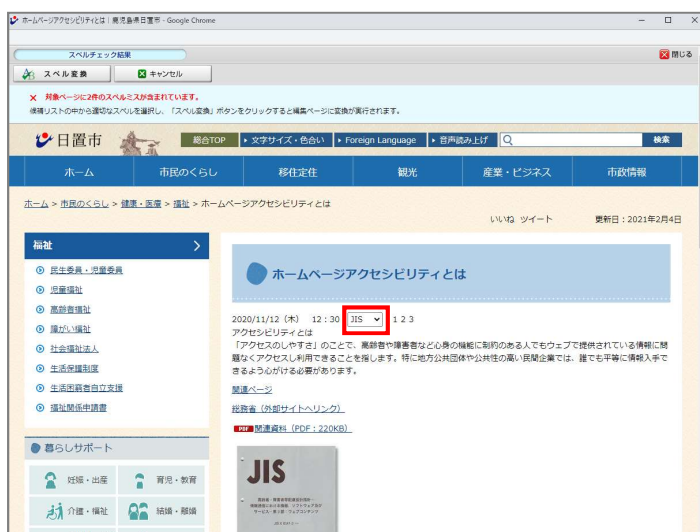 ホームページアクセシビリティとは｜鹿児島県日置市 - Google Chrome
スペルチェック結果
閉じる
スペル変換
キャンセル
対象ページに2件のスペルミスが含まれています。
候補リストの中から適切なスペルを選択し、「スペル変換」ボタンをクリックすると編集ページに変換が実行されます。
日置市
総合TOP
文字サイズ・色合い
Foreign Language
音声読み上げ
検索
ホーム
市民のくらし
移住定住
観光
産業・ビジネス
市政情報
ホーム > 市民のくらし > 健康・医療 > 福祉 > ホームページアクセシビリティとは
いいね ツイート
更新日：2021年2月4日
福祉
民生委員・児童委員
児童福祉
高齢者福祉
障がい福祉
社会福祉法人
生活保護制度
生活困窮者自立支援
福祉関係申請書
暮らしサポート
妊娠・出産
育児・教育
介護・福祉
結婚・離婚
ホームページアクセシビリティとは
2020/11/12（木） 12：30 JIS 1 2 3
アクセシビリティとは
「アクセスのしやすさ」のことで、高齢者や障害者など心身の機能に制約のある人でもウェブで提供されている情報に問
題なくアクセスし利用できることを指します。特に地方公共団体や公共性の高い民間企業では、誰でも平等に情報入手で
きるよう心がける必要があります。
関連ページ
総務省（外部サイトへリンク）
PDF 関連資料（PDF：220KB）
JIS